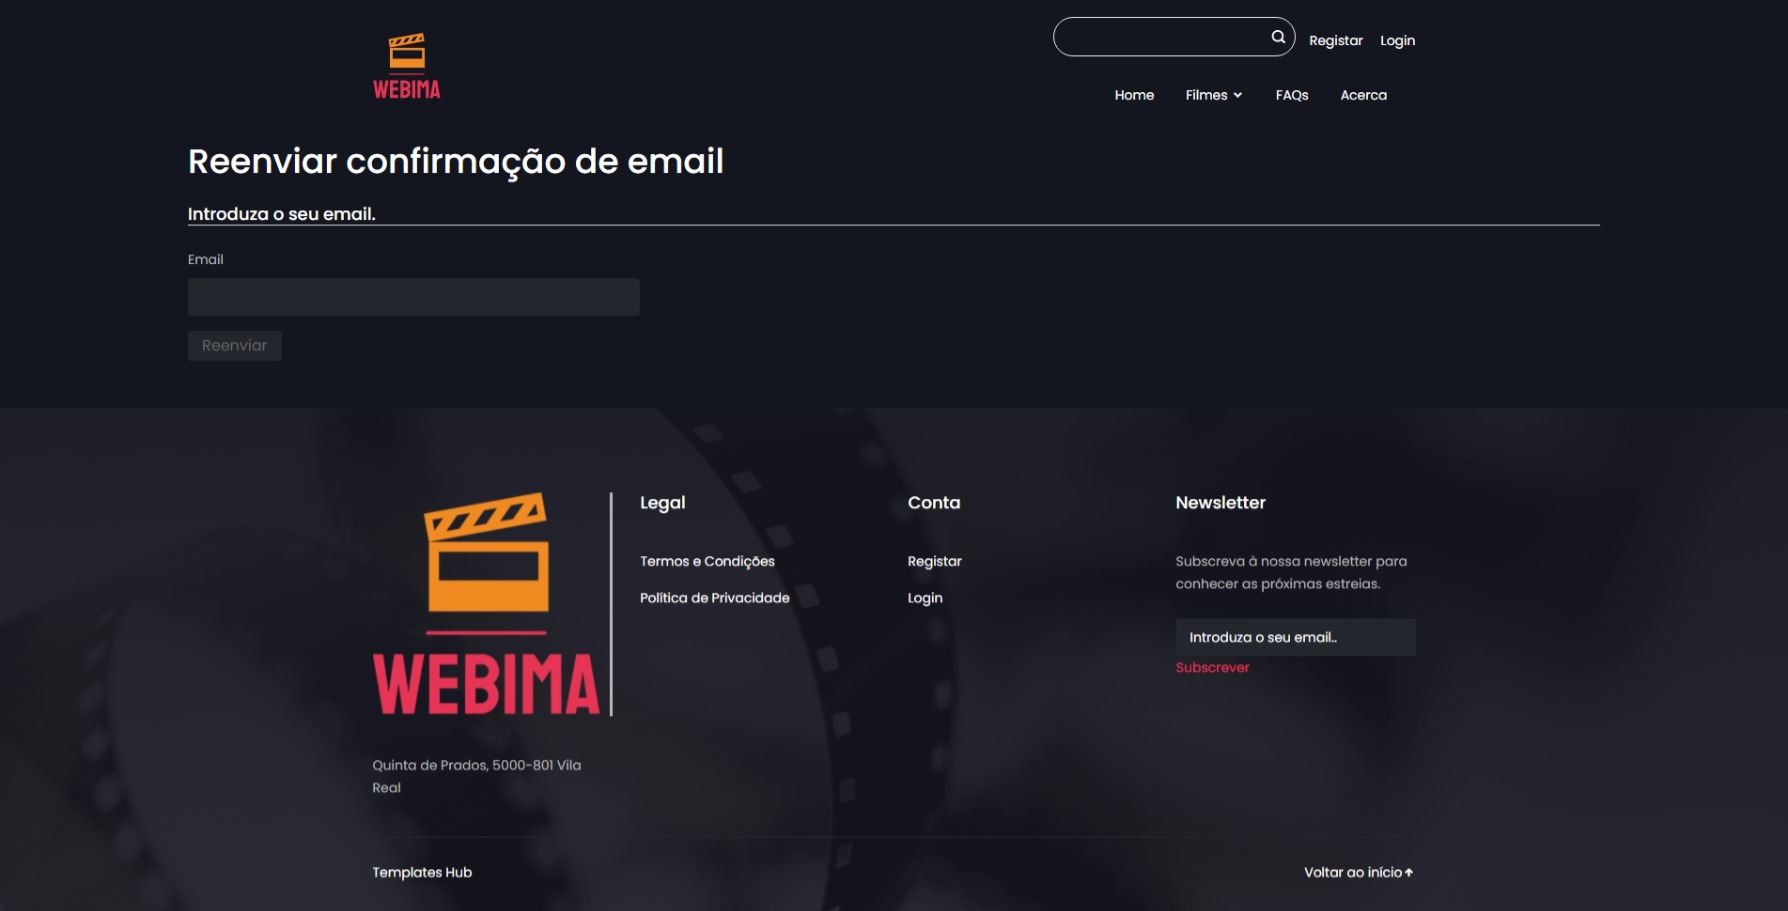 WEBIMA
Registar
Login
Home
Filmes
FAQs
Acerca
Reenviar confirmação de email
Introduza o seu email.
Email
Reenviar
WEBIMA
Quinta de Prados, 5000-801 Vila
Real
Legal
Termos e Condições
Política de Privacidade
Conta
Registar
Login
Newsletter
Subscreva à nossa newsletter para
conhecer as próximas estreias.
Introduza o seu email..
Subscrever
Templates Hub
Voltar ao início